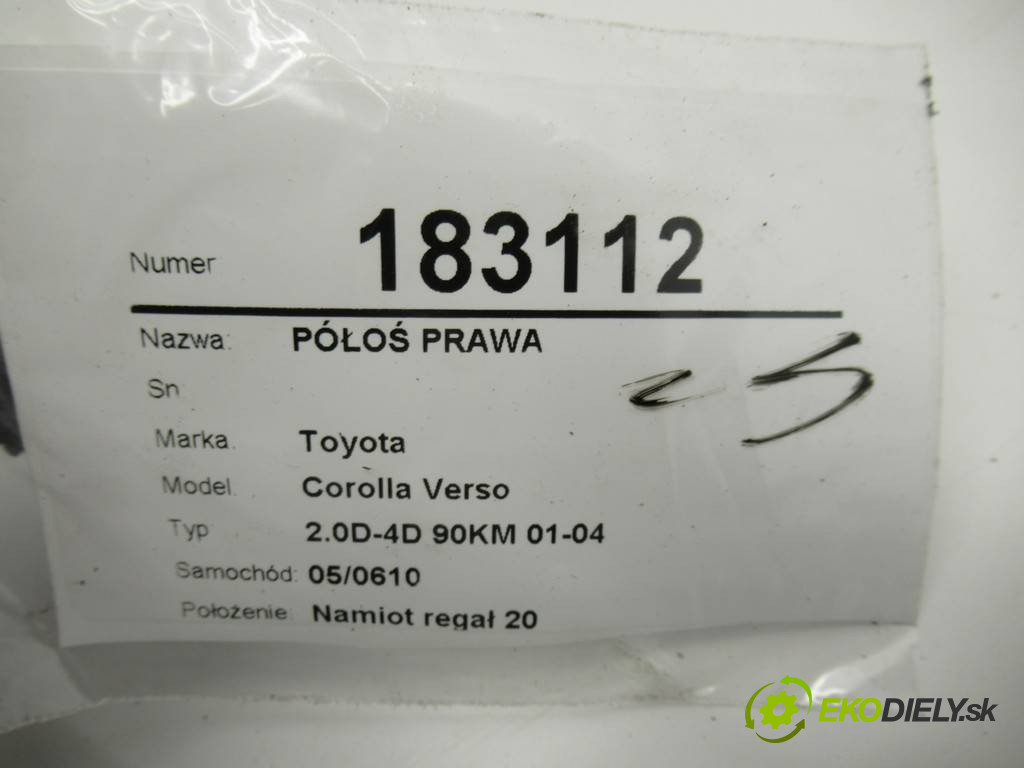 Numer 183112
Nazwa: PÓŁOŚ PRAWA
Sn
Marka. Toyota
Model Corolla Verso
Typ 2.0D-4D 90KM 01-04
Samochód: 05/0610
Położenie Namiot regał 20
EKODIELY.sk